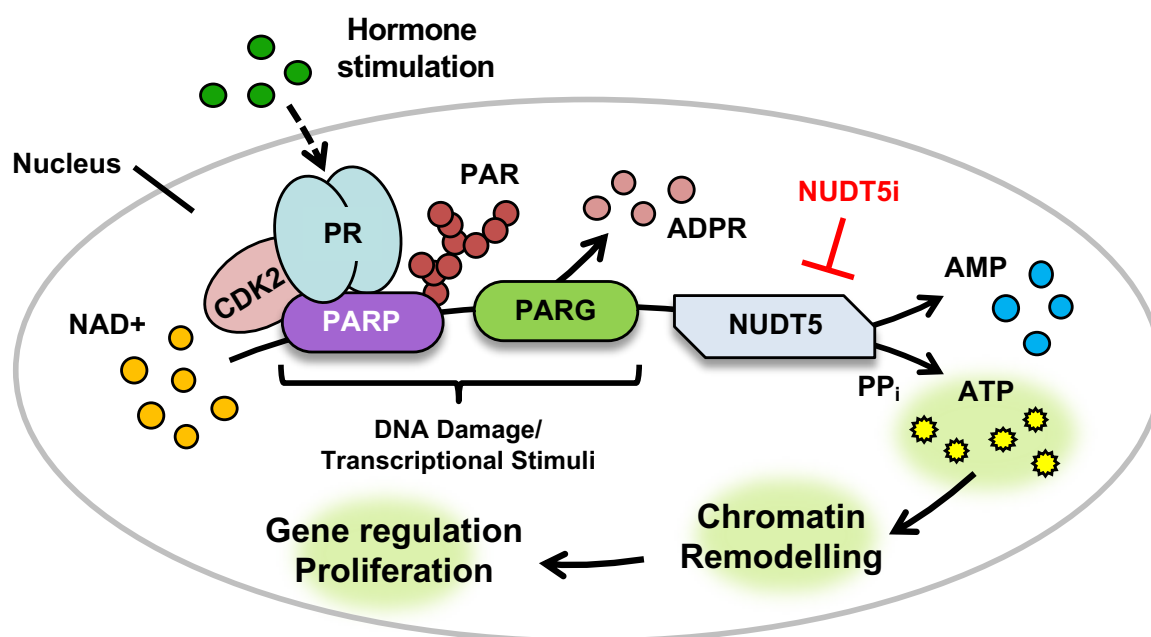 Hormone
stimulation
Nucleus
PAR
NUDT5i
PR
ADPR
AMP
CDK2
NAD+
PARP
PARG
NUDT5
PPi
ATP
DNA Damage/
Transcriptional Stimuli
Chromatin
Remodelling
Gene regulation
Proliferation